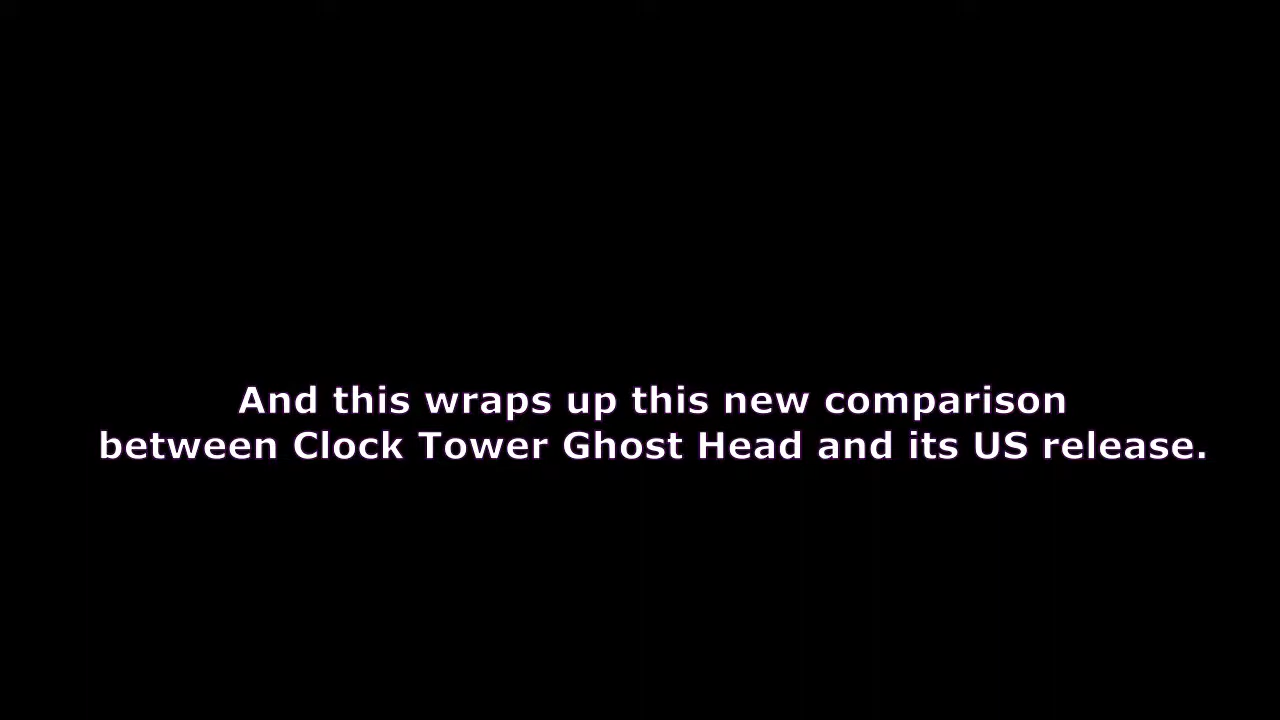 And this wraps up this new comparison
between Clock Tower Ghost Head and its US release.